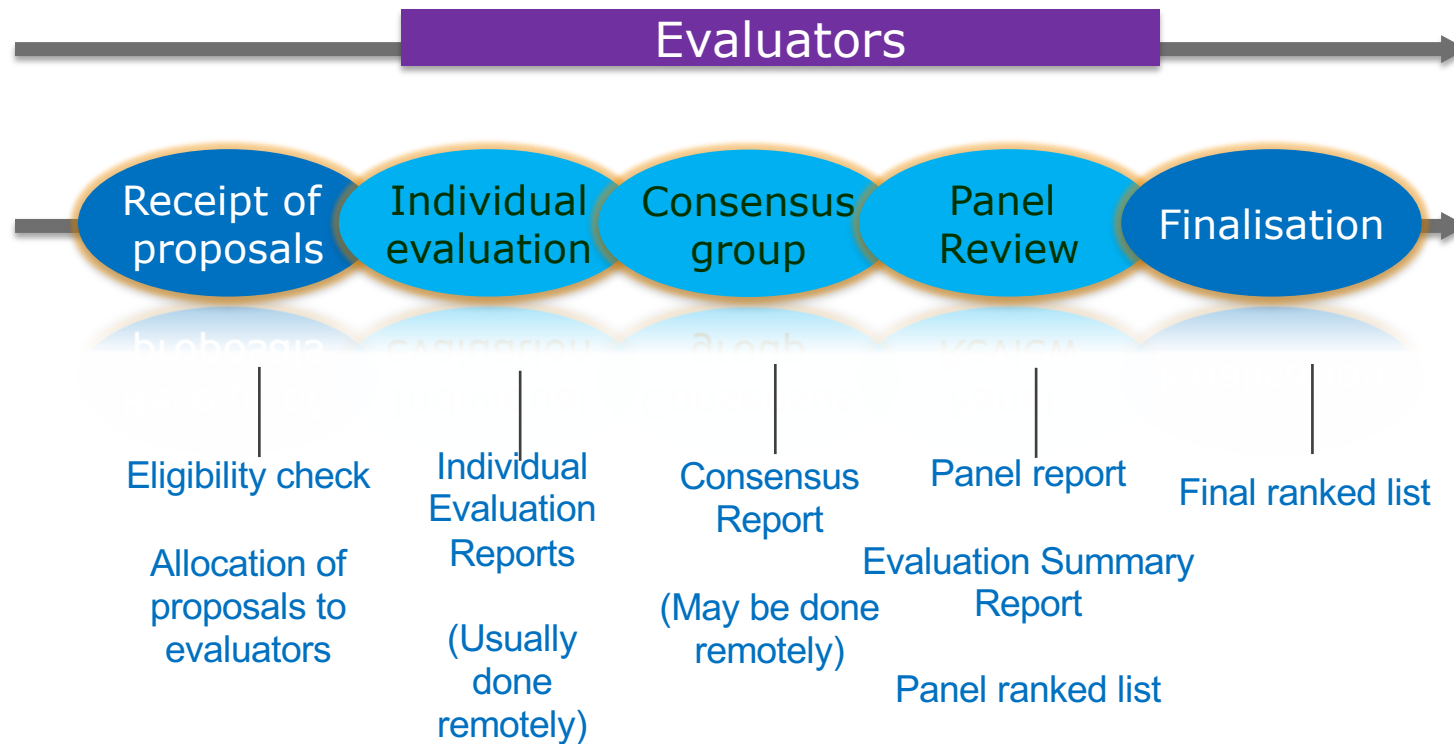 Evaluators
Receipt of
proposals
Individual
evaluation
Consensus
group
Panel
Review
Finalisation
Eligibility check
Allocation of
proposals to
evaluators
Individual
Evaluation
Reports
(Usually
done
remotely)
Consensus
Report
(May be done
remotely)
Panel report
Evaluation Summary
Report
Panel ranked list
Final ranked list